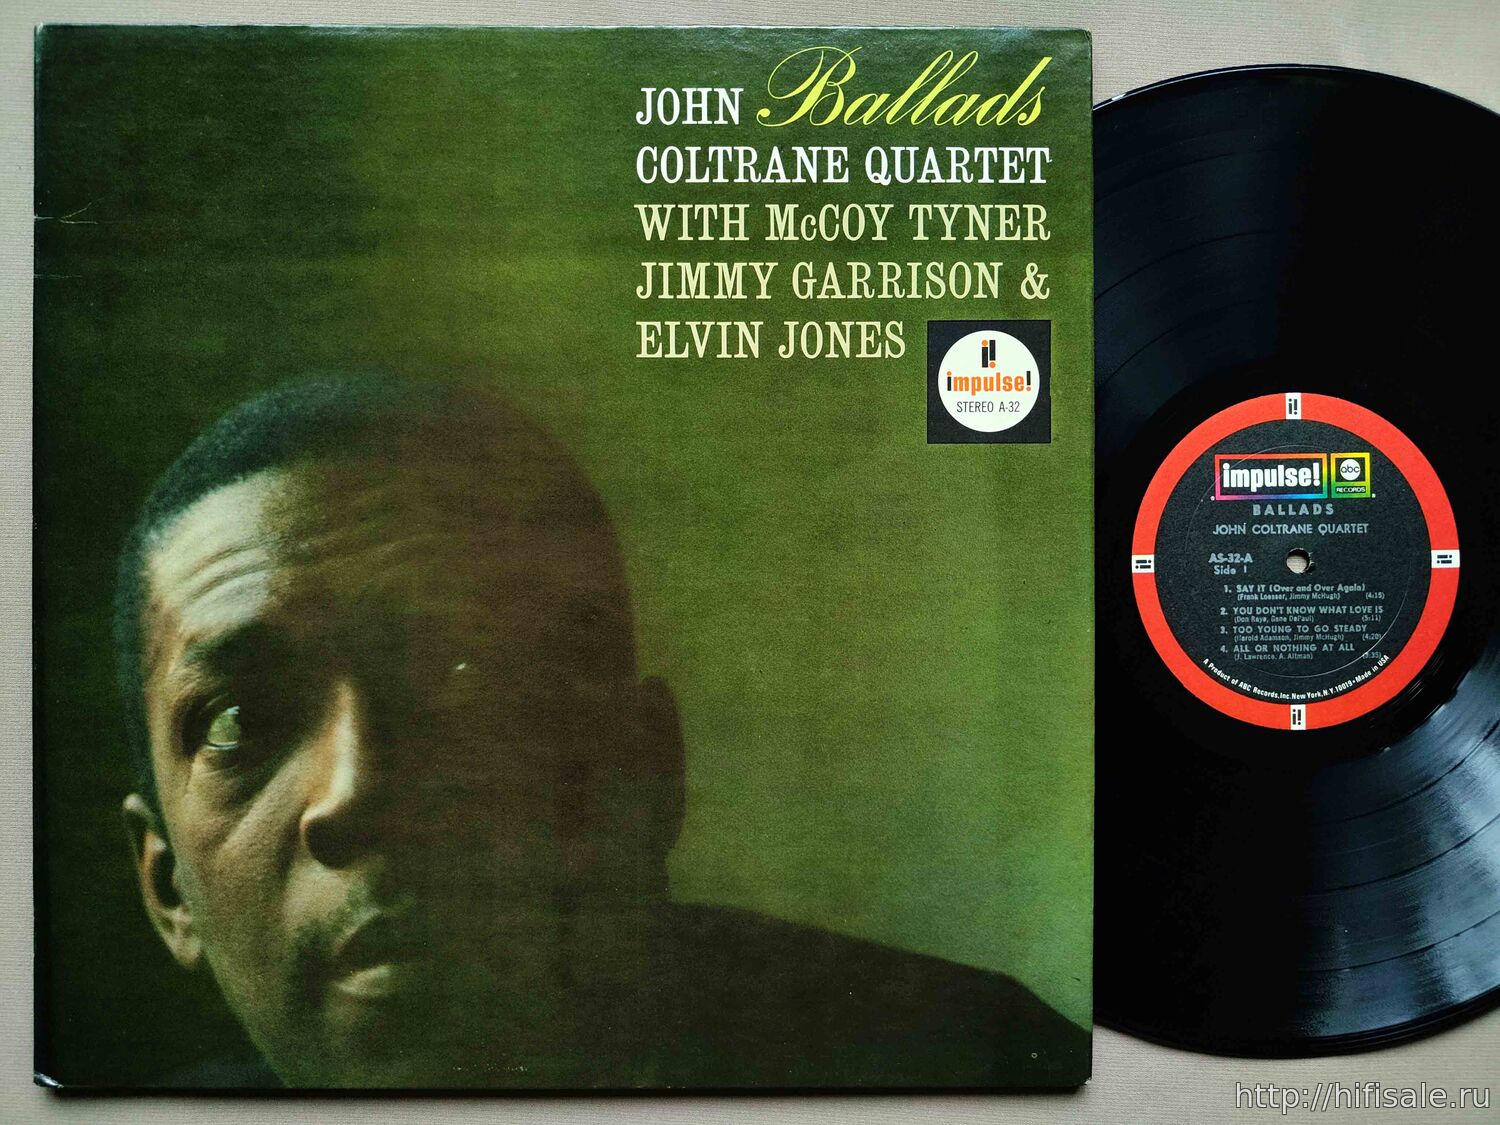 JOHN Ballads
COLTRANE QUARTET
WITH McCOY TYNER
JIMMY GARRISON &
ELVIN JONES
i!
impulse!
STEREO A-32
i!
impulse! abc
RECORDS
BALLADS
JOHN COLTRANE QUARTET
AS-32-A
Side 1
i!
i!
1. SAY IT (Over and Over Again)
(Frank Loesser, Jimmy McHugh) (4:15)
2. YOU DON'T KNOW WHAT LOVE IS
(Don Raye, Gene DePaul) (5:11)
3. TOO YOUNG TO GO STEADY
(Harold Adamson, Jimmy McHugh) (4:20)
4. ALL OR NOTHING AT ALL
(J. Lawrence, A. Altman) (3:35)
A Product of ABC Records, Inc. New York, N.Y. 10019 • Made in USA
i!
http://hifisale.ru